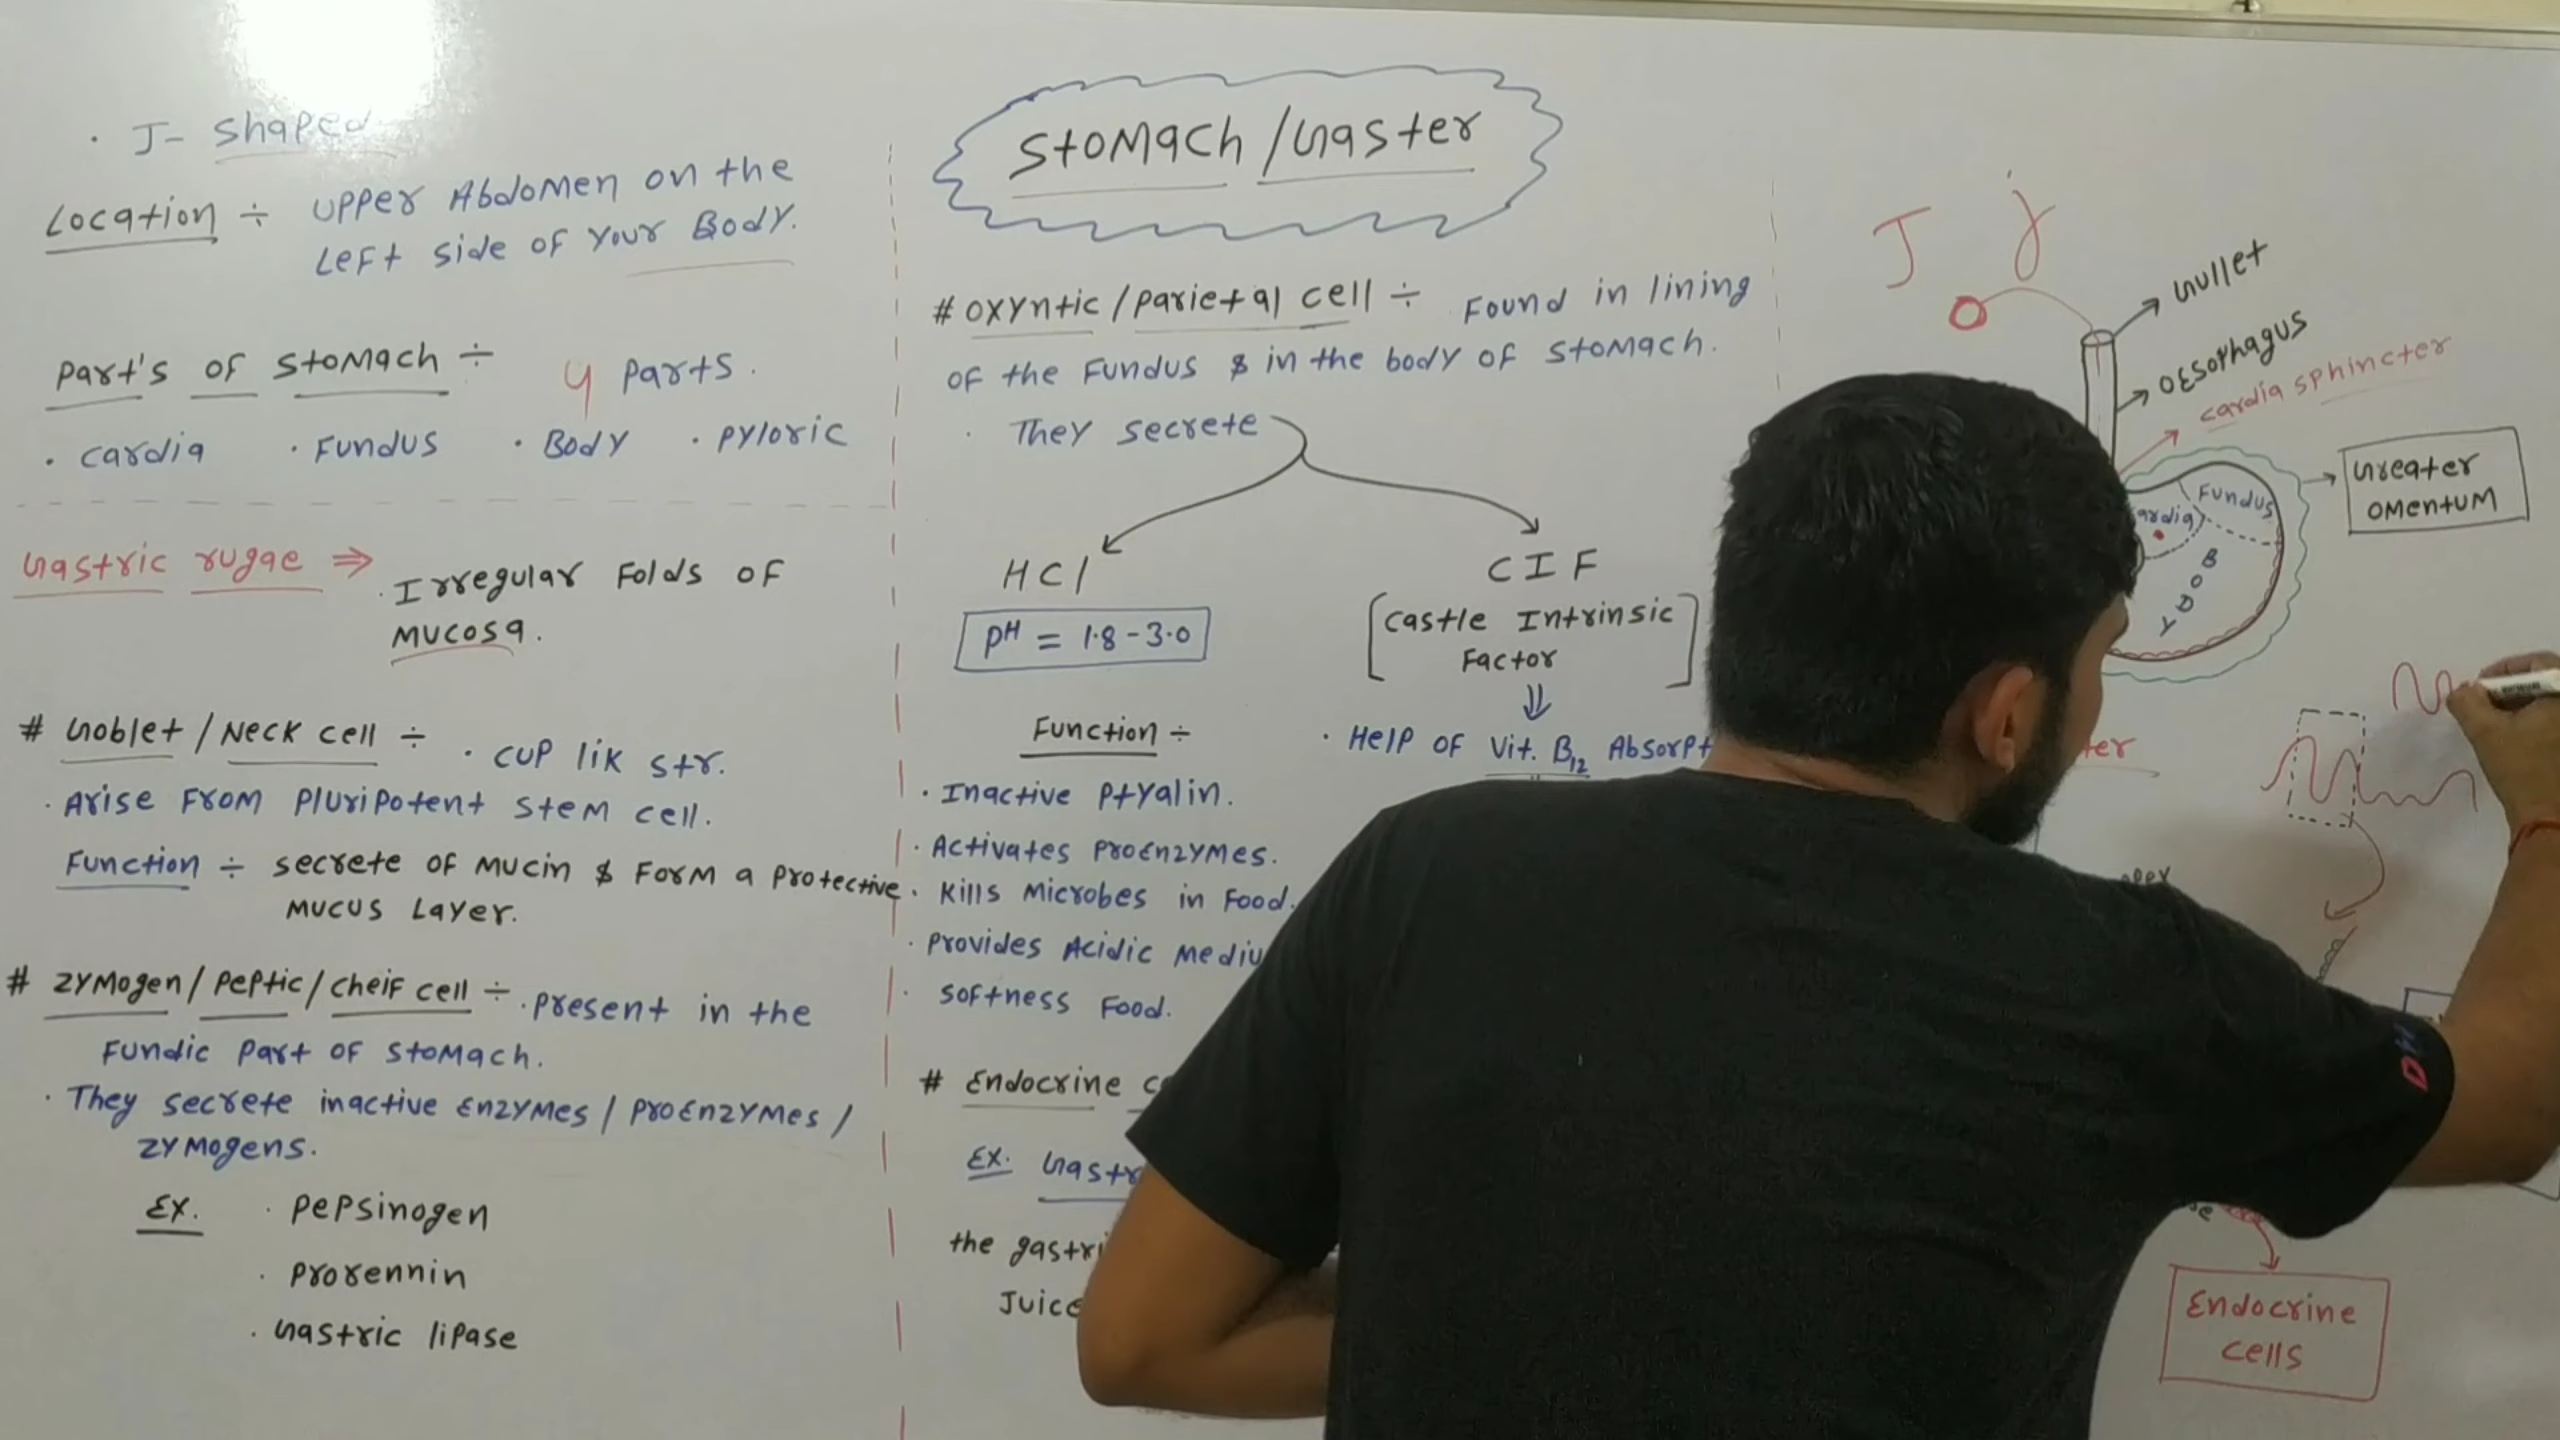 Stomach / Gaster
· J- shaped
Location ÷ Upper Abdomen on the
Left side of your Body.
Part's of stomach ÷ 4 parts.
· Cardia · Fundus · Body · Pyloric
Gastric rugae ⇒ · Irregular Folds of
Mucosa.
# Goblet / Neck cell ÷ · Cup lik str.
· Arise From Pluripotent stem cell.
Function ÷ secrete of Mucin & Form a protective
Mucus Layer.
# Zymogen / Peptic / Cheif cell ÷ · Present in the
Fundic part of stomach.
· They secrete inactive Enzymes / Proenzymes /
Zymogens.
Ex. · Pepsinogen
· Prorennin
· Gastric lipase
# Oxyntic / Parietal cell ÷ Found in lining
of the Fundus & in the body of stomach.
· They secrete
HCl
pH = 1.8-3.0
Function ÷
· Inactive Ptyalin.
· Activates Proenzymes.
· Kills Microbes in Food.
· Provides Acidic
· Softness Food.
CIF
[Castle Intrinsic
Factor]
· Help of Vit. B12
# Endocrine
Ex.
the
J J
Gullet
Oesophagus
Cardia sphincter
Greater
Omentum
Fundus
BODY
Endocrine
cells